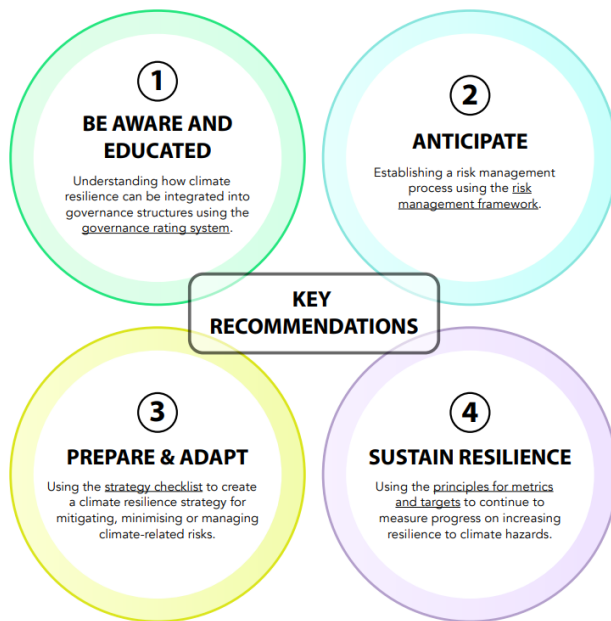 1
BE AWARE AND
EDUCATED
Understanding how climate
resilience can be integrated into
governance structures using the
governance rating system.
2
ANTICIPATE
Establishing a risk management
process using the risk
management framework.
KEY
RECOMMENDATIONS
3
PREPARE & ADAPT
Using the strategy checklist to create
a climate resilience strategy for
mitigating, minimising or managing
climate-related risks.
4
SUSTAIN RESILIENCE
Using the principles for metrics
and targets to continue to
measure progress on increasing
resilience to climate hazards.